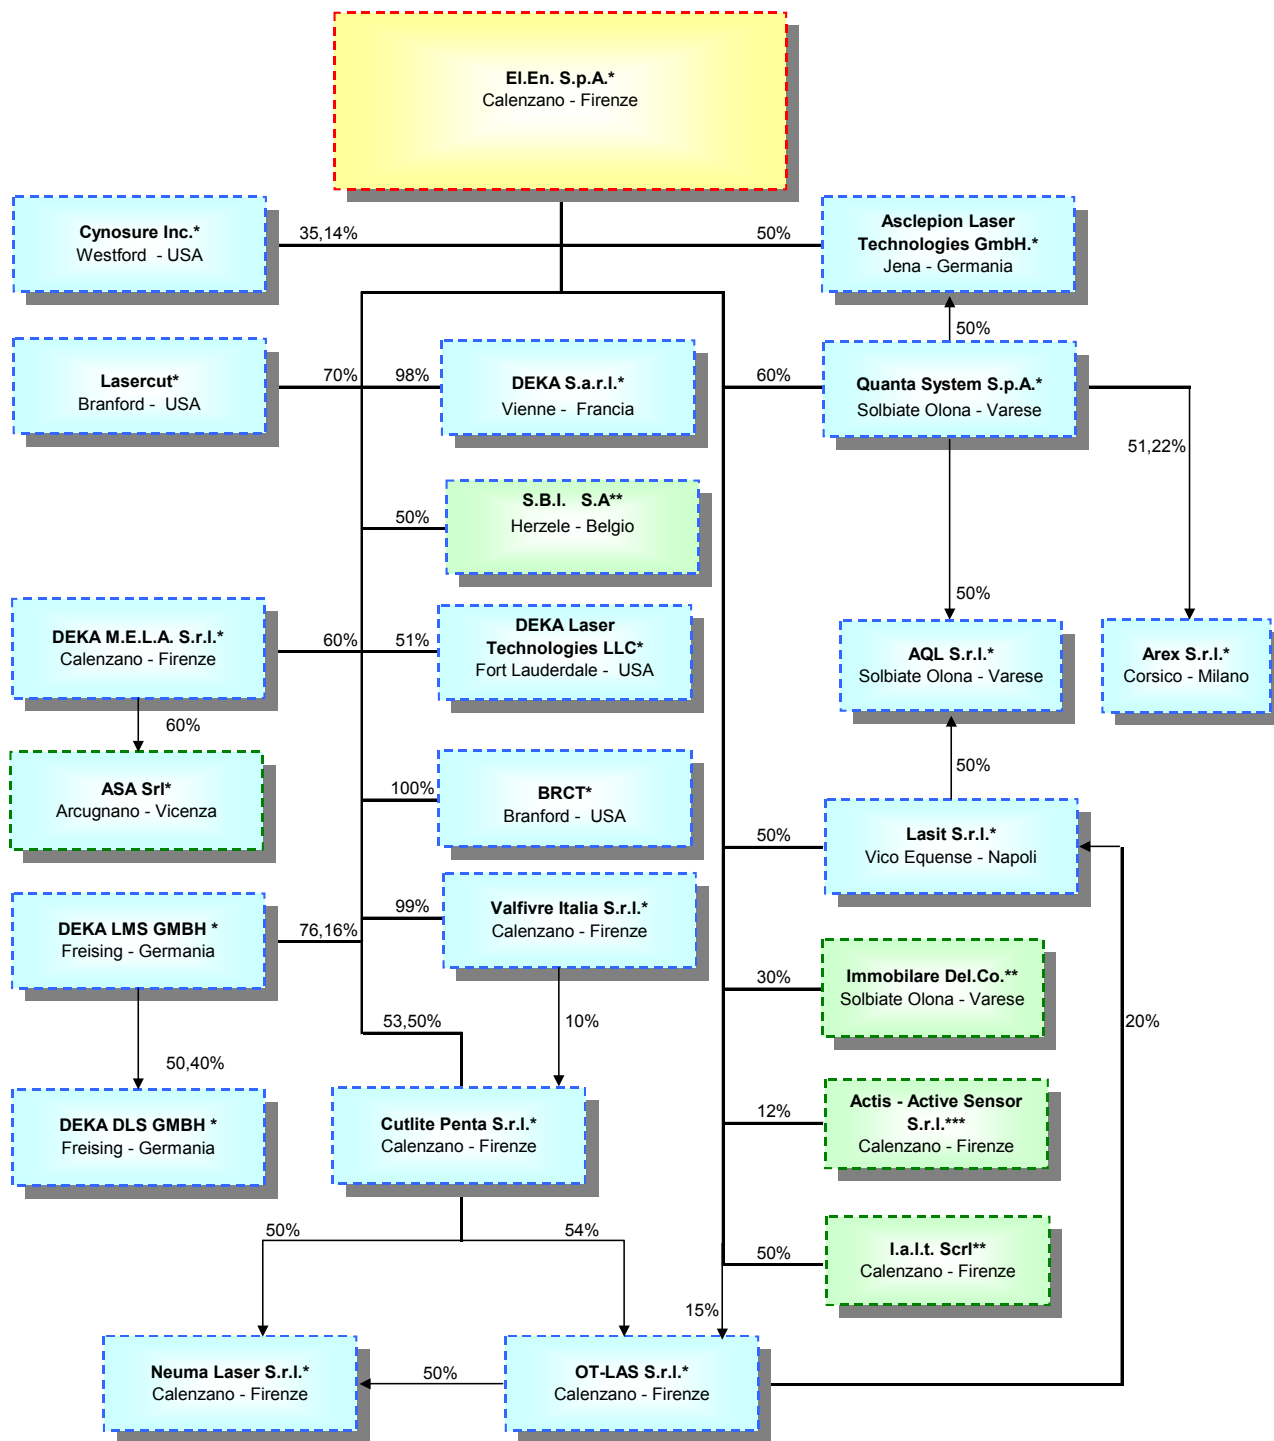 El.En. S.p.A.*
Calenzano - Firenze
Cynosure Inc.*
Westford - USA
35,14%
50%
Asclepion Laser
Technologies GmbH.*
Jena - Germania
50%
Lasercut*
Branford - USA
70%
98%
DEKA S.a.r.l.*
Vienne - Francia
60%
Quanta System S.p.A.*
Solbiate Olona - Varese
51,22%
50%
S.B.I. S.A**
Herzele - Belgio
50%
DEKA M.E.L.A. S.r.l.*
Calenzano - Firenze
60%
51%
DEKA Laser
Technologies LLC*
Fort Lauderdale - USA
50%
AQL S.r.l.*
Solbiate Olona - Varese
Arex S.r.l.*
Corsico - Milano
60%
ASA Srl*
Arcugnano - Vicenza
100%
BRCT*
Branford - USA
50%
50%
Lasit S.r.l.*
Vico Equense - Napoli
DEKA LMS GMBH *
Freising - Germania
76,16%
99%
Valfivre Italia S.r.l.*
Calenzano - Firenze
30%
Immobilare Del.Co.**
Solbiate Olona - Varese
20%
53,50%
10%
50,40%
DEKA DLS GMBH *
Freising - Germania
Cutlite Penta S.r.l.*
Calenzano - Firenze
12%
Actis - Active Sensor
S.r.l.***
Calenzano - Firenze
50%
54%
50%
I.a.l.t. Scrl**
Calenzano - Firenze
15%
Neuma Laser S.r.l.*
Calenzano - Firenze
50%
OT-LAS S.r.l.*
Calenzano - Firenze